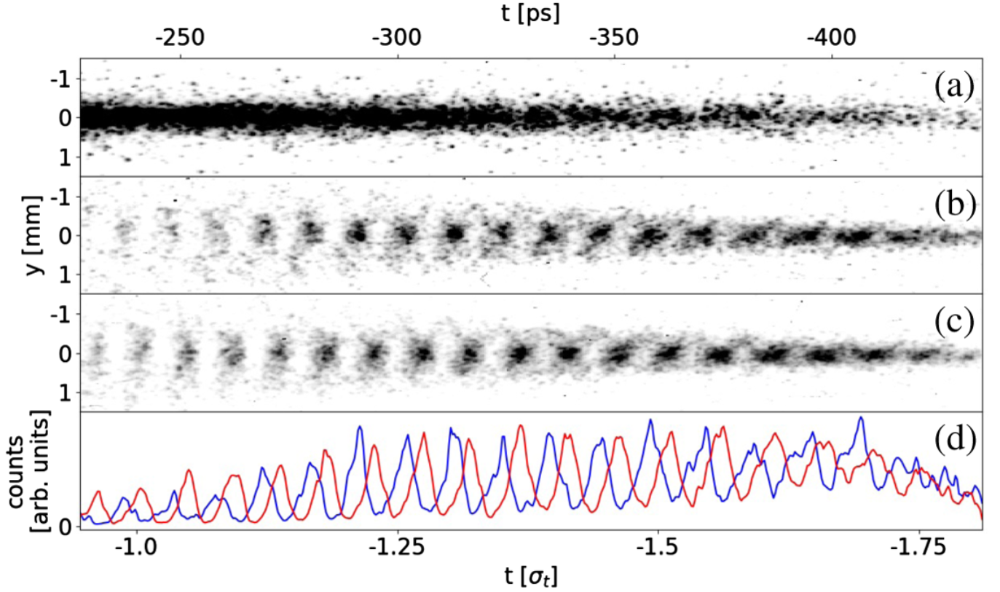 t [ps]
-250 -300 -350 -400
-1
0
1
(a)
y [mm]
-1
0
1
(b)
-1
0
1
(c)
counts
[arb. units]
0
(d)
-1.0 -1.25 -1.5 -1.75
t [σt]